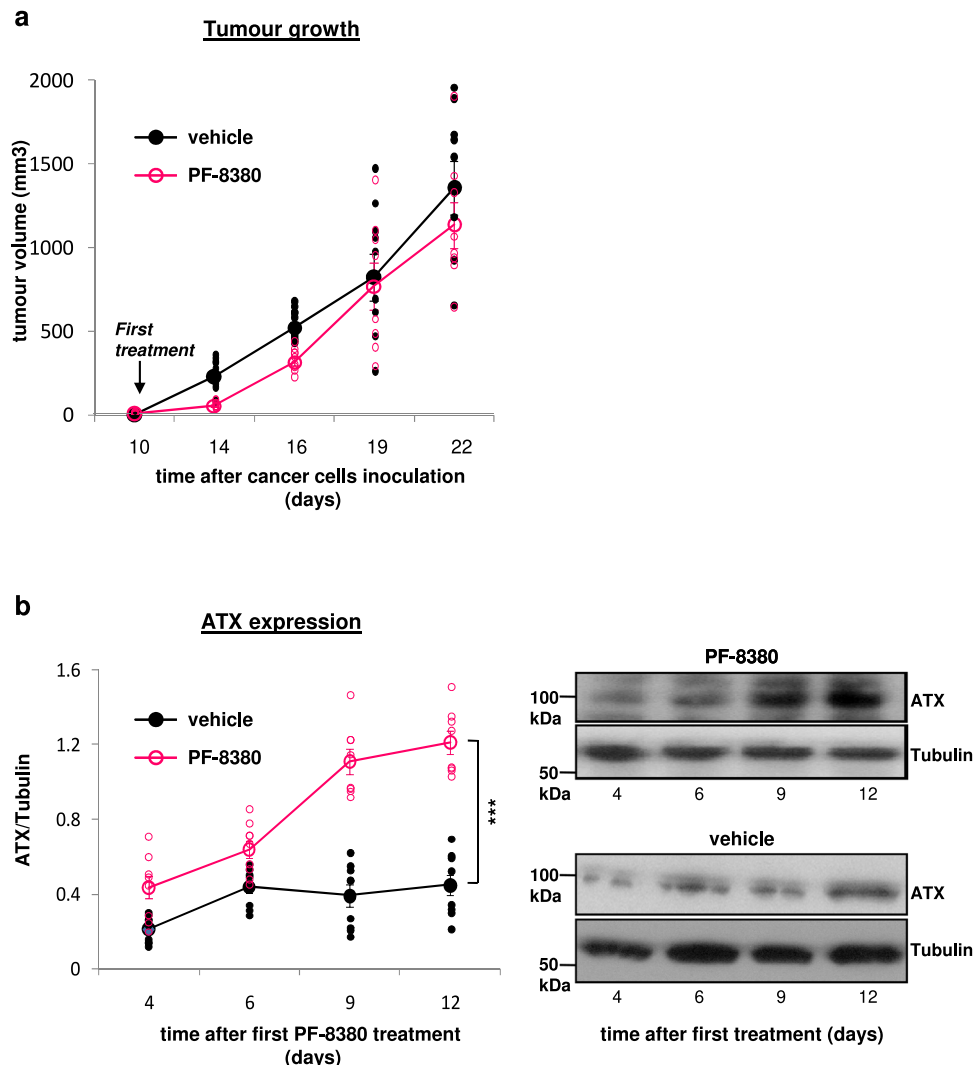 a
Tumour growth
tumour volume (mm3)
2000
1500
1000
500
0
vehicle
PF-8380
First
treatment
10
14
16
19
22
time after cancer cells inoculation
(days)
b
ATX expression
ATX/Tubulin
1.6
1.2
0.8
0.4
0
vehicle
PF-8380
***
4
6
9
12
time after first PF-8380 treatment
(days)
PF-8380
100
kDa
ATX
Tubulin
50
kDa
4
6
9
12
vehicle
100
kDa
ATX
Tubulin
50
kDa
4
6
9
12
time after first treatment (days)